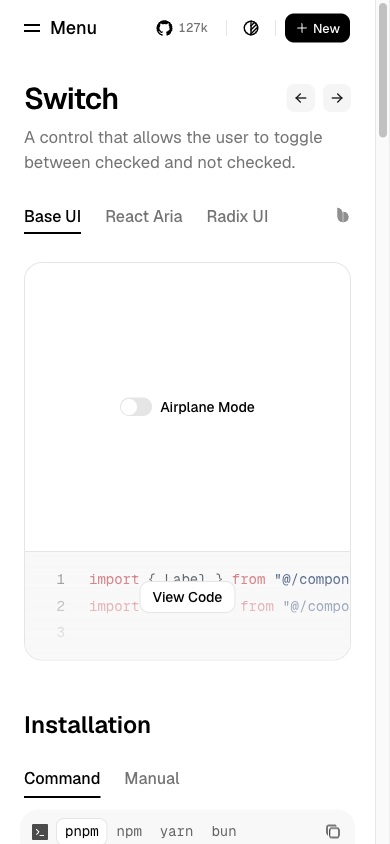 Menu 127k New
Switch
A control that allows the user to toggle
between checked and not checked.
Base UI React Aria Radix UI
Airplane Mode
1 import { Label } from "@/compon
2 import from "@/compo
View Code
3
Installation
Command Manual
pnpm npm yarn bun